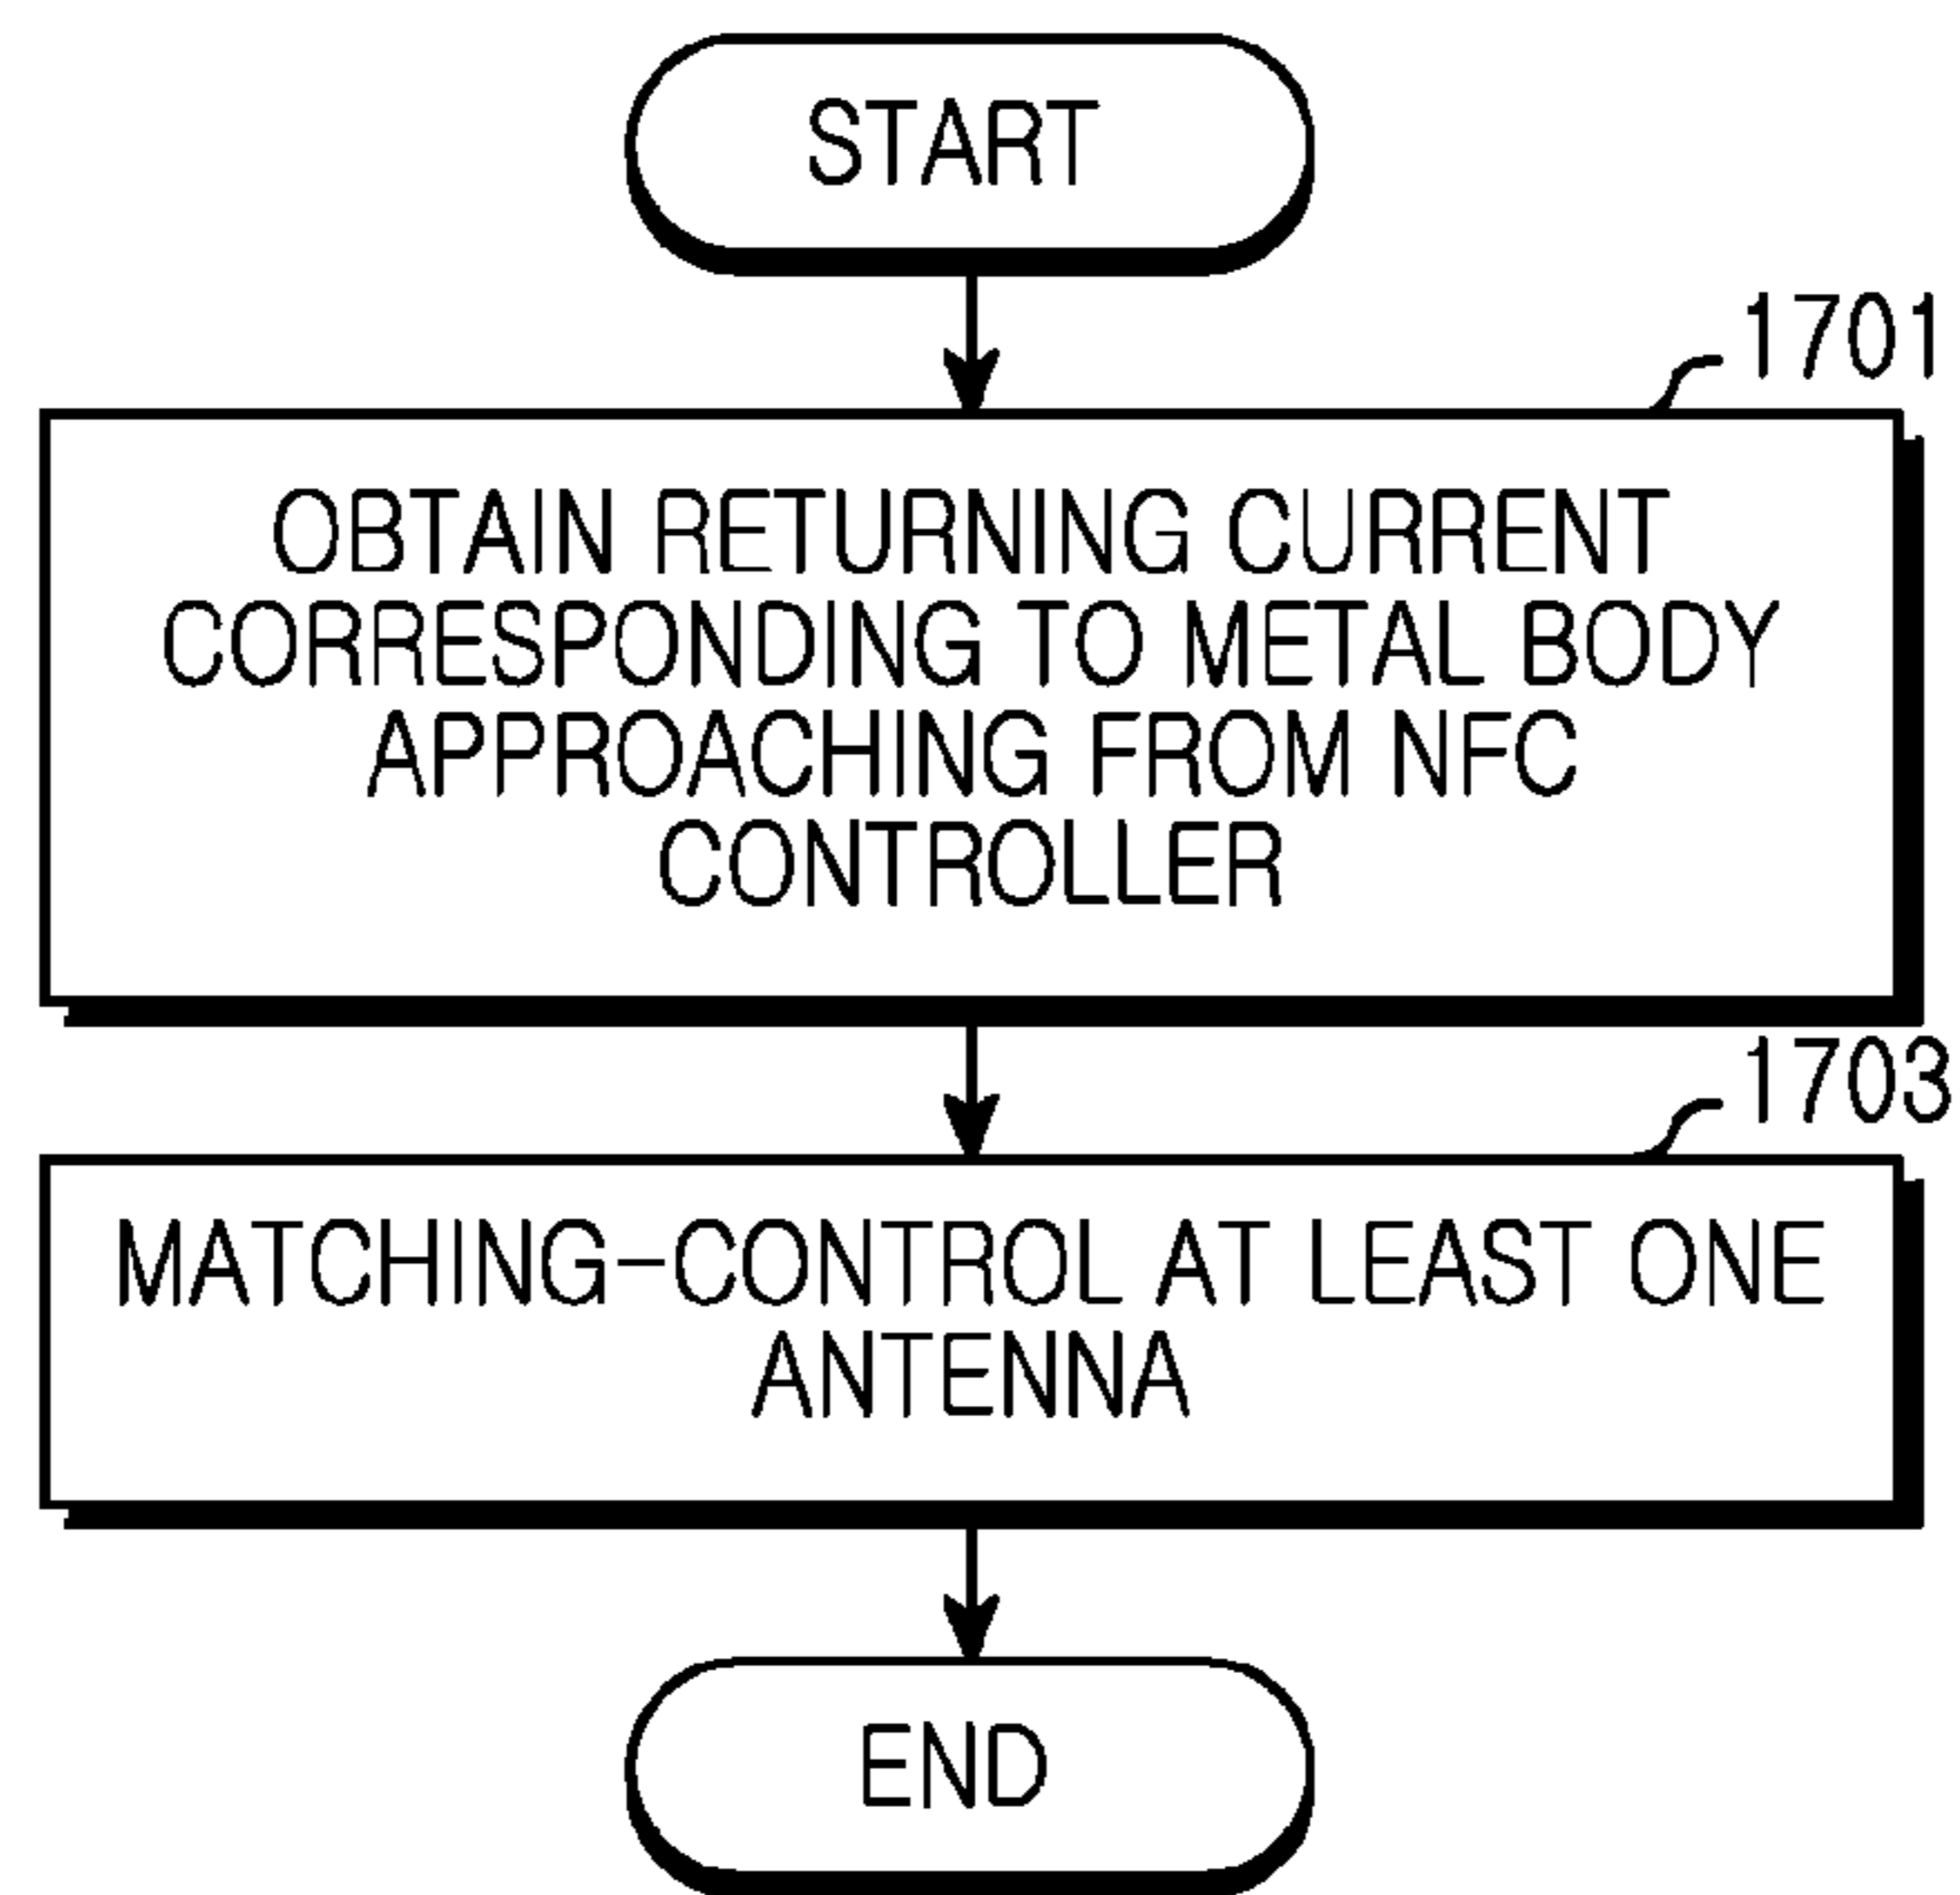 START
1701
OBTAIN RETURNING CURRENT
CORRESPONDING TO METAL BODY
APPROACHING FROM NFC
CONTROLLER
1703
MATCHING-CONTROL AT LEAST ONE
ANTENNA
END